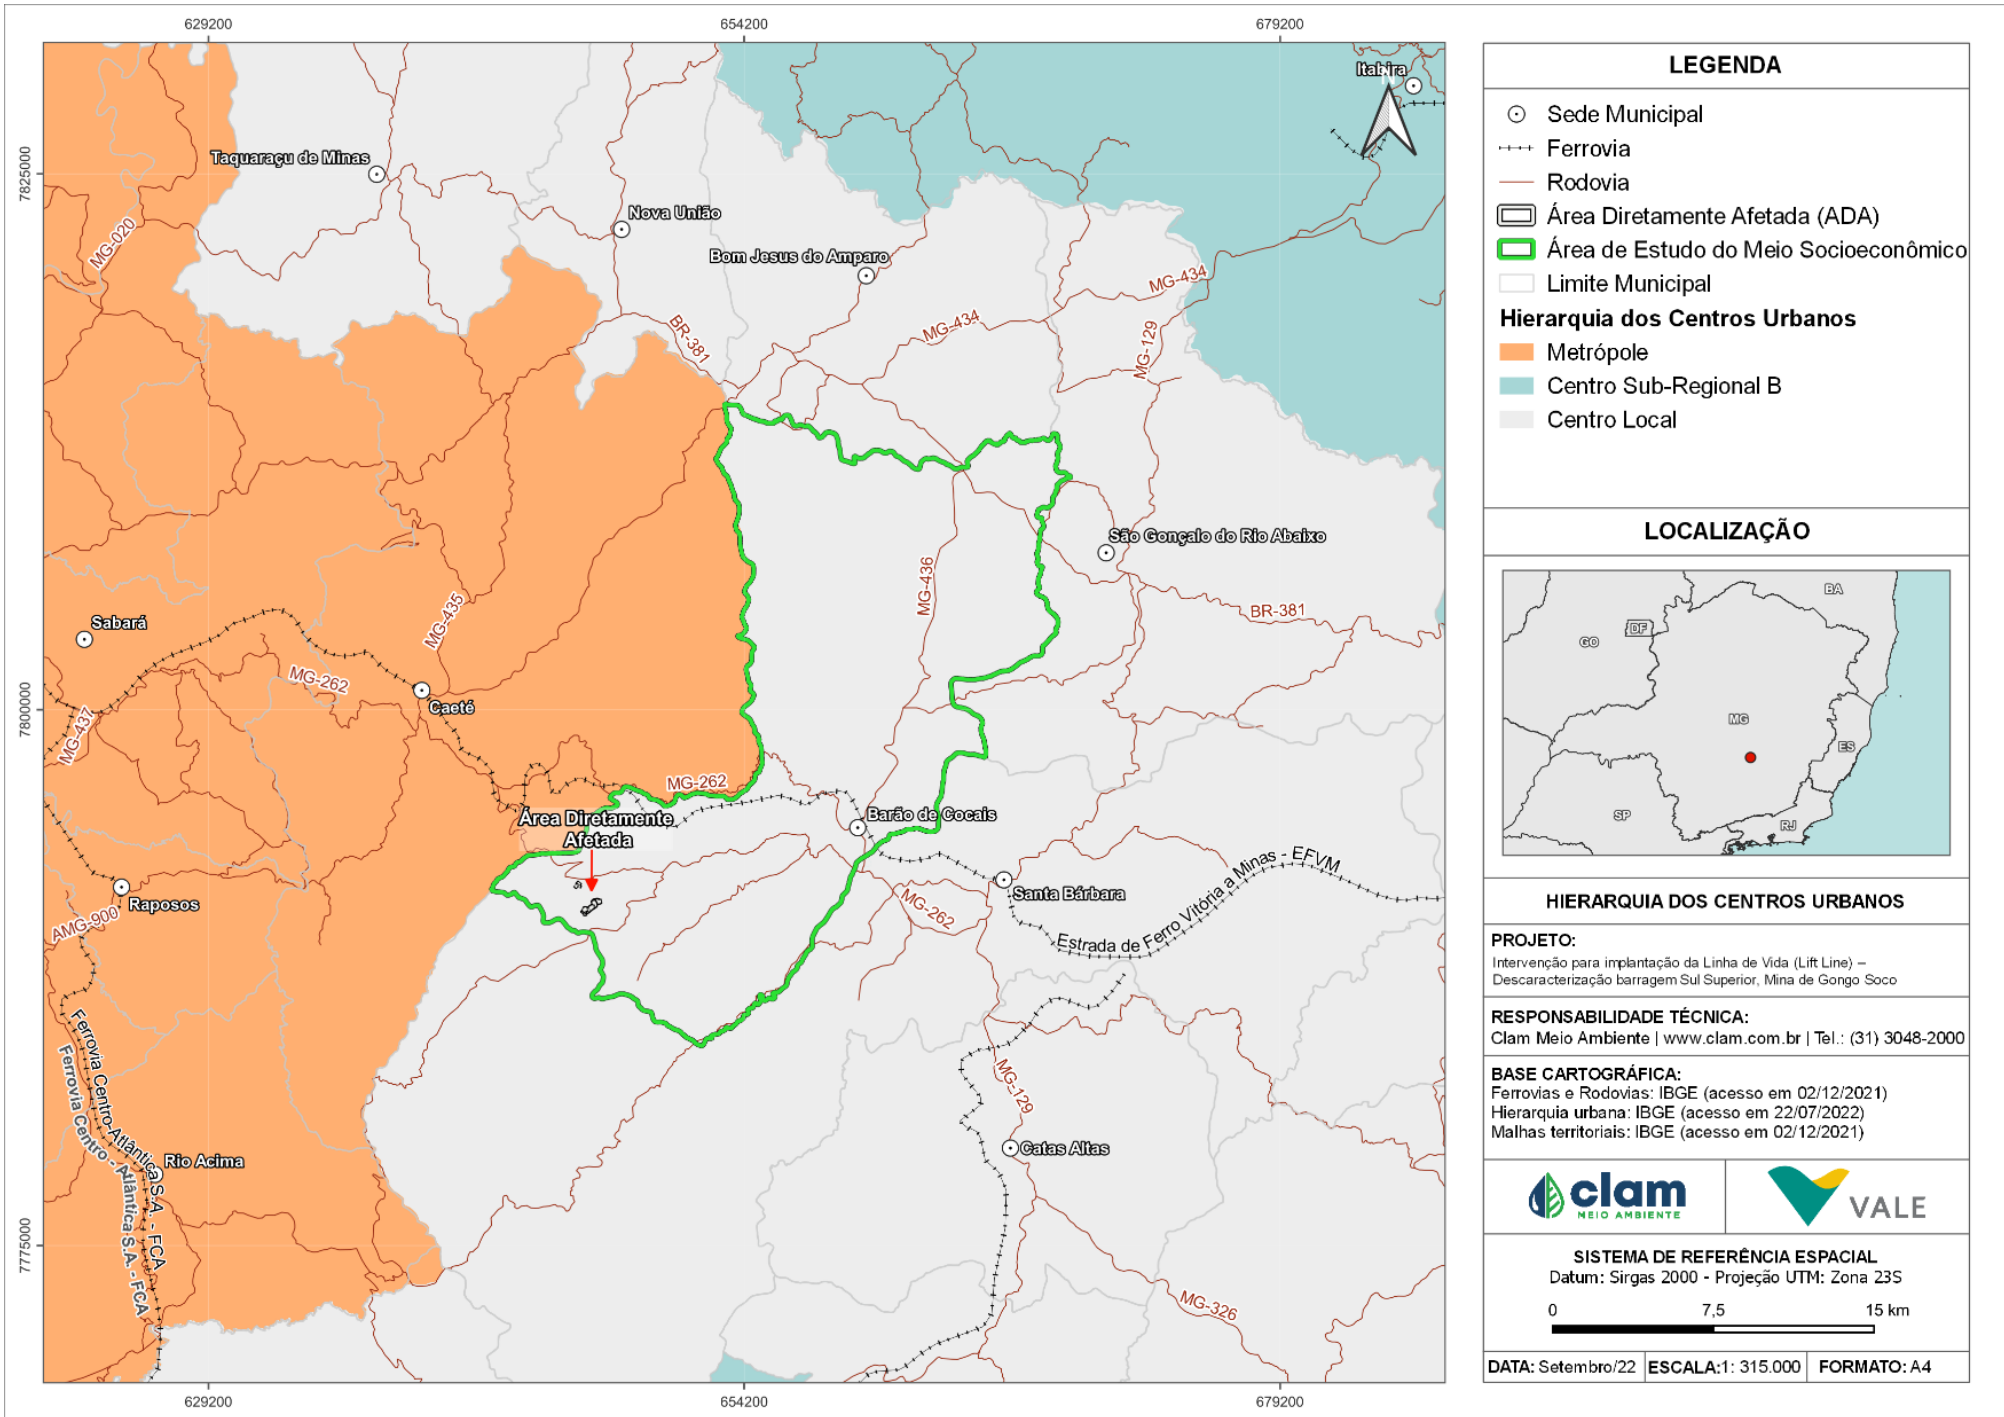 629200
654200
679200
7825000
7800000
7775000
629200
654200
679200
Itabira
N
Taquaraçu de Minas
Nova União
Bom Jesus do Amparo
MG-020
MG-434
MG-434
BR-381
MG-129
São Gonçalo do Rio Abaixo
MG-436
BR-381
Sabará
MG-435
MG-262
Caeté
MG-437
MG-262
Área Diretamente
Afetada
Barão de Cocais
Raposos
AMG-900
Santa Bárbara
MG-262
Estrada de Ferro Vitória a Minas - EFVM
Ferrovia Centro-Atlântica S.A. - FCA
Ferrovia Centro - Atlântica S.A. - FCA
Rio Acima
MG-129
Catas Altas
MG-326
LEGENDA
Sede Municipal
Ferrovia
Rodovia
Área Diretamente Afetada (ADA)
Área de Estudo do Meio Socioeconômico
Limite Municipal
Hierarquia dos Centros Urbanos
Metrópole
Centro Sub-Regional B
Centro Local
LOCALIZAÇÃO
BA
GO
DF
MG
ES
SP
RJ
HIERARQUIA DOS CENTROS URBANOS
PROJETO:
Intervenção para implantação da Linha de Vida (Lift Line) –
Descaracterização barragem Sul Superior, Mina de Gongo Soco
RESPONSABILIDADE TÉCNICA:
Clam Meio Ambiente | www.clam.com.br | Tel.: (31) 3048-2000
BASE CARTOGRÁFICA:
Ferrovias e Rodovias: IBGE (acesso em 02/12/2021)
Hierarquia urbana: IBGE (acesso em 22/07/2022)
Malhas territoriais: IBGE (acesso em 02/12/2021)
clam
MEIO AMBIENTE
VALE
SISTEMA DE REFERÊNCIA ESPACIAL
Datum: Sirgas 2000 - Projeção UTM: Zona 23S
0 7,5 15 km
DATA: Setembro/22 ESCALA:1: 315.000 FORMATO: A4